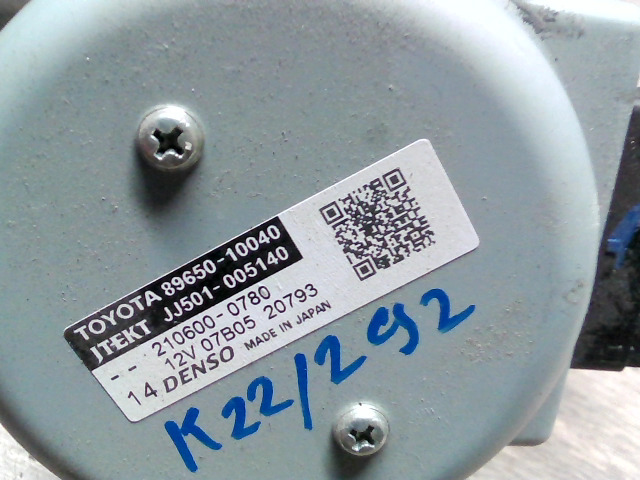 TOYOTA 89650-10040
JTEKT JJ501-005140
-- 210600-0780
12V 07B05 20793
14 DENSO MADE IN JAPAN
K22/292